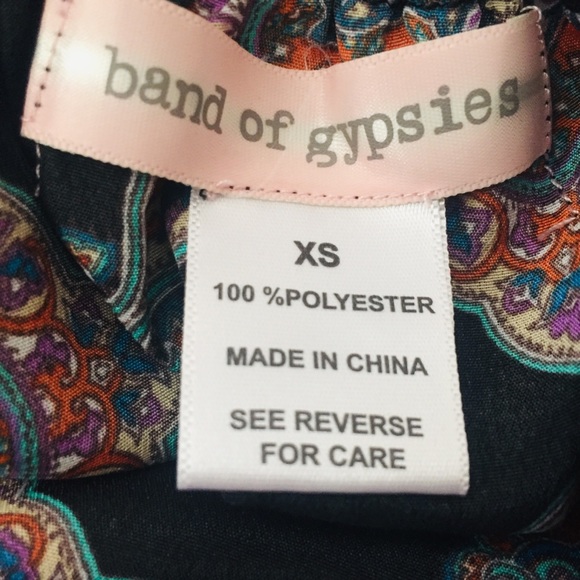 band of gypsies
XS
100 %POLYESTER
MADE IN CHINA
SEE REVERSE
FOR CARE